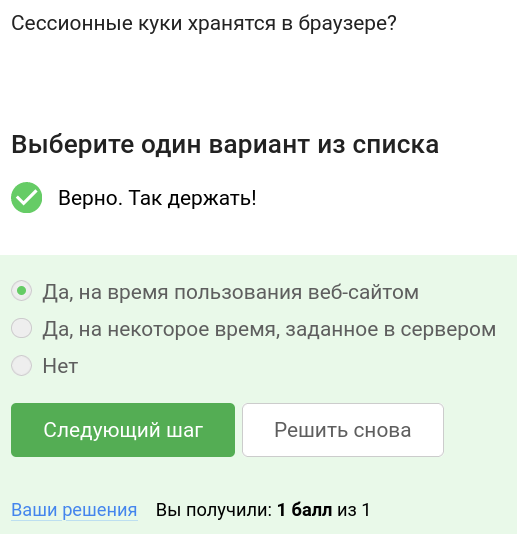 Сессионные куки хранятся в браузере?
Выберите один вариант из списка
Верно. Так держать!
Да, на время пользования веб-сайтом
Да, на некоторое время, заданное в сервером
Нет
Следующий шаг
Решить снова
Ваши решения Вы получили: 1 балл из 1